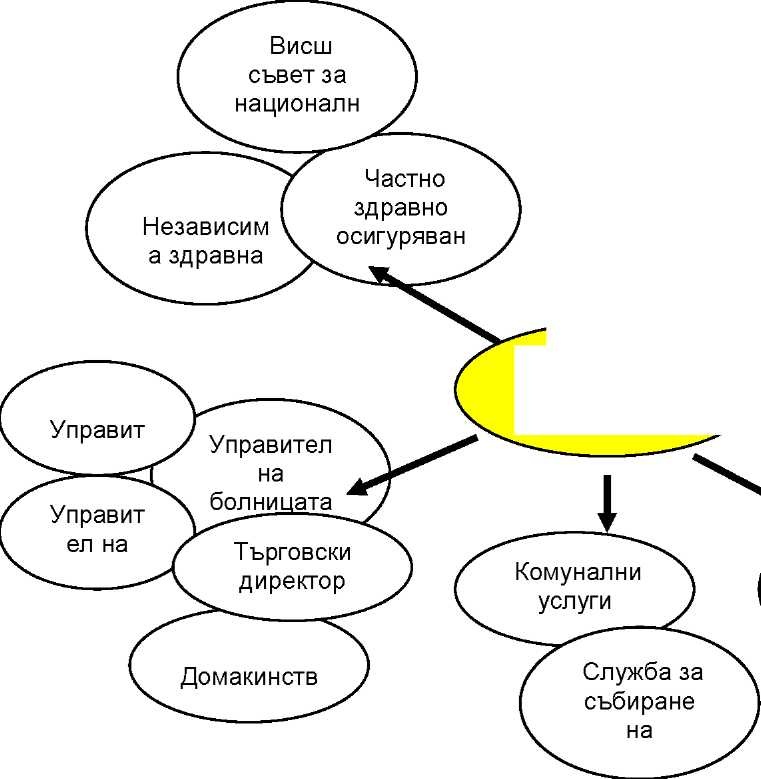 Висш
съвет за
националн
Частно
здравно
осигуряван
Независим
а здравна
Управит
Управител
на
болницата
Управит
ел на
Търговски
директор
Домакинств
Комунални
услуги
Служба за
събиране
на